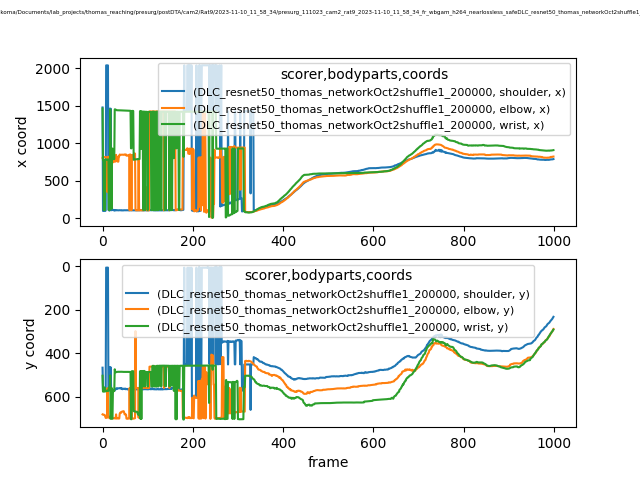 koma/Documents/lab_projects/thomas_reaching/presurg/postDTA/cam2/Rat9/2023-11-10_11_58_34/presurg_111023_cam2_rat9_2023-11-10_11_58_34_fr_wbgam_h264_nearlossless_safeDLC_resnet50_thomas_networkOct2shuffle1_
scorer,bodyparts,coords
(DLC_resnet50_thomas_networkOct2shuffle1_200000, shoulder, x)
(DLC_resnet50_thomas_networkOct2shuffle1_200000, elbow, x)
(DLC_resnet50_thomas_networkOct2shuffle1_200000, wrist, x)
x coord
2000
1500
1000
500
0
0 200 400 600 800 1000
scorer,bodyparts,coords
(DLC_resnet50_thomas_networkOct2shuffle1_200000, shoulder, y)
(DLC_resnet50_thomas_networkOct2shuffle1_200000, elbow, y)
(DLC_resnet50_thomas_networkOct2shuffle1_200000, wrist, y)
y coord
0
200
400
600
0 200 400 600 800 1000
frame